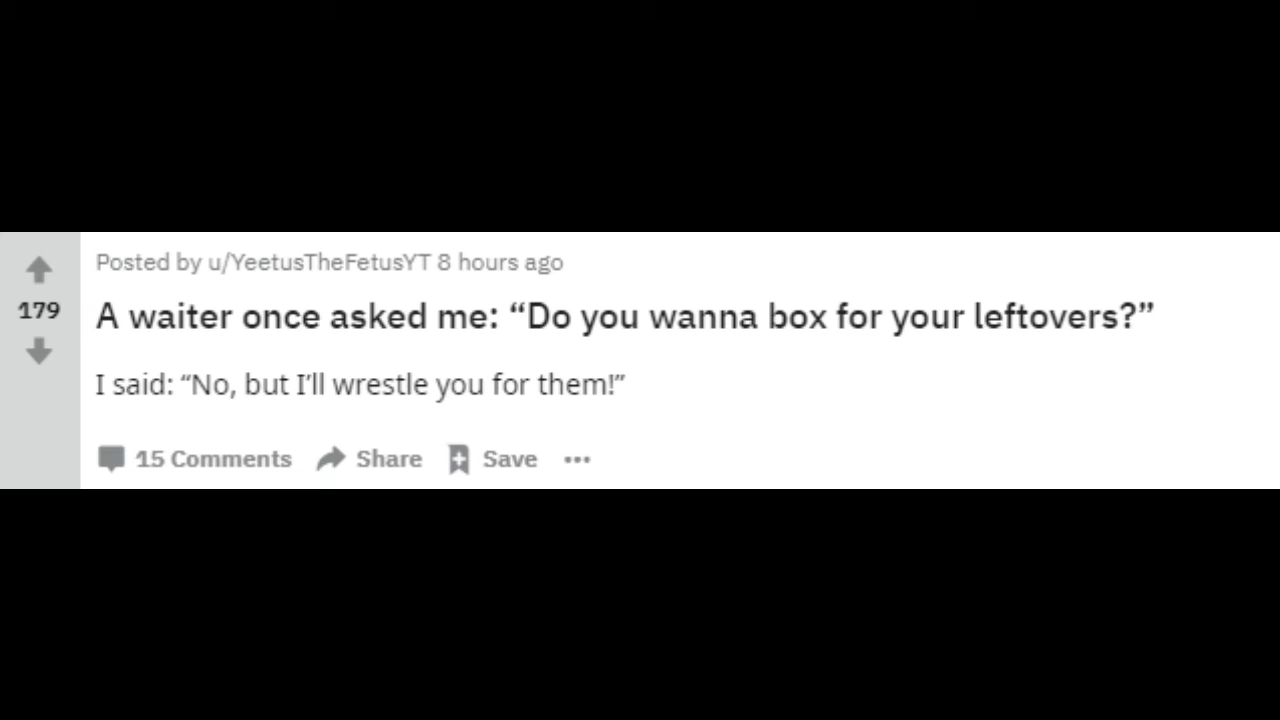 Posted by u/YeetusTheFetusYT 8 hours ago
179
A waiter once asked me: “Do you wanna box for your leftovers?”
I said: “No, but I’ll wrestle you for them!”
15 Comments Share Save